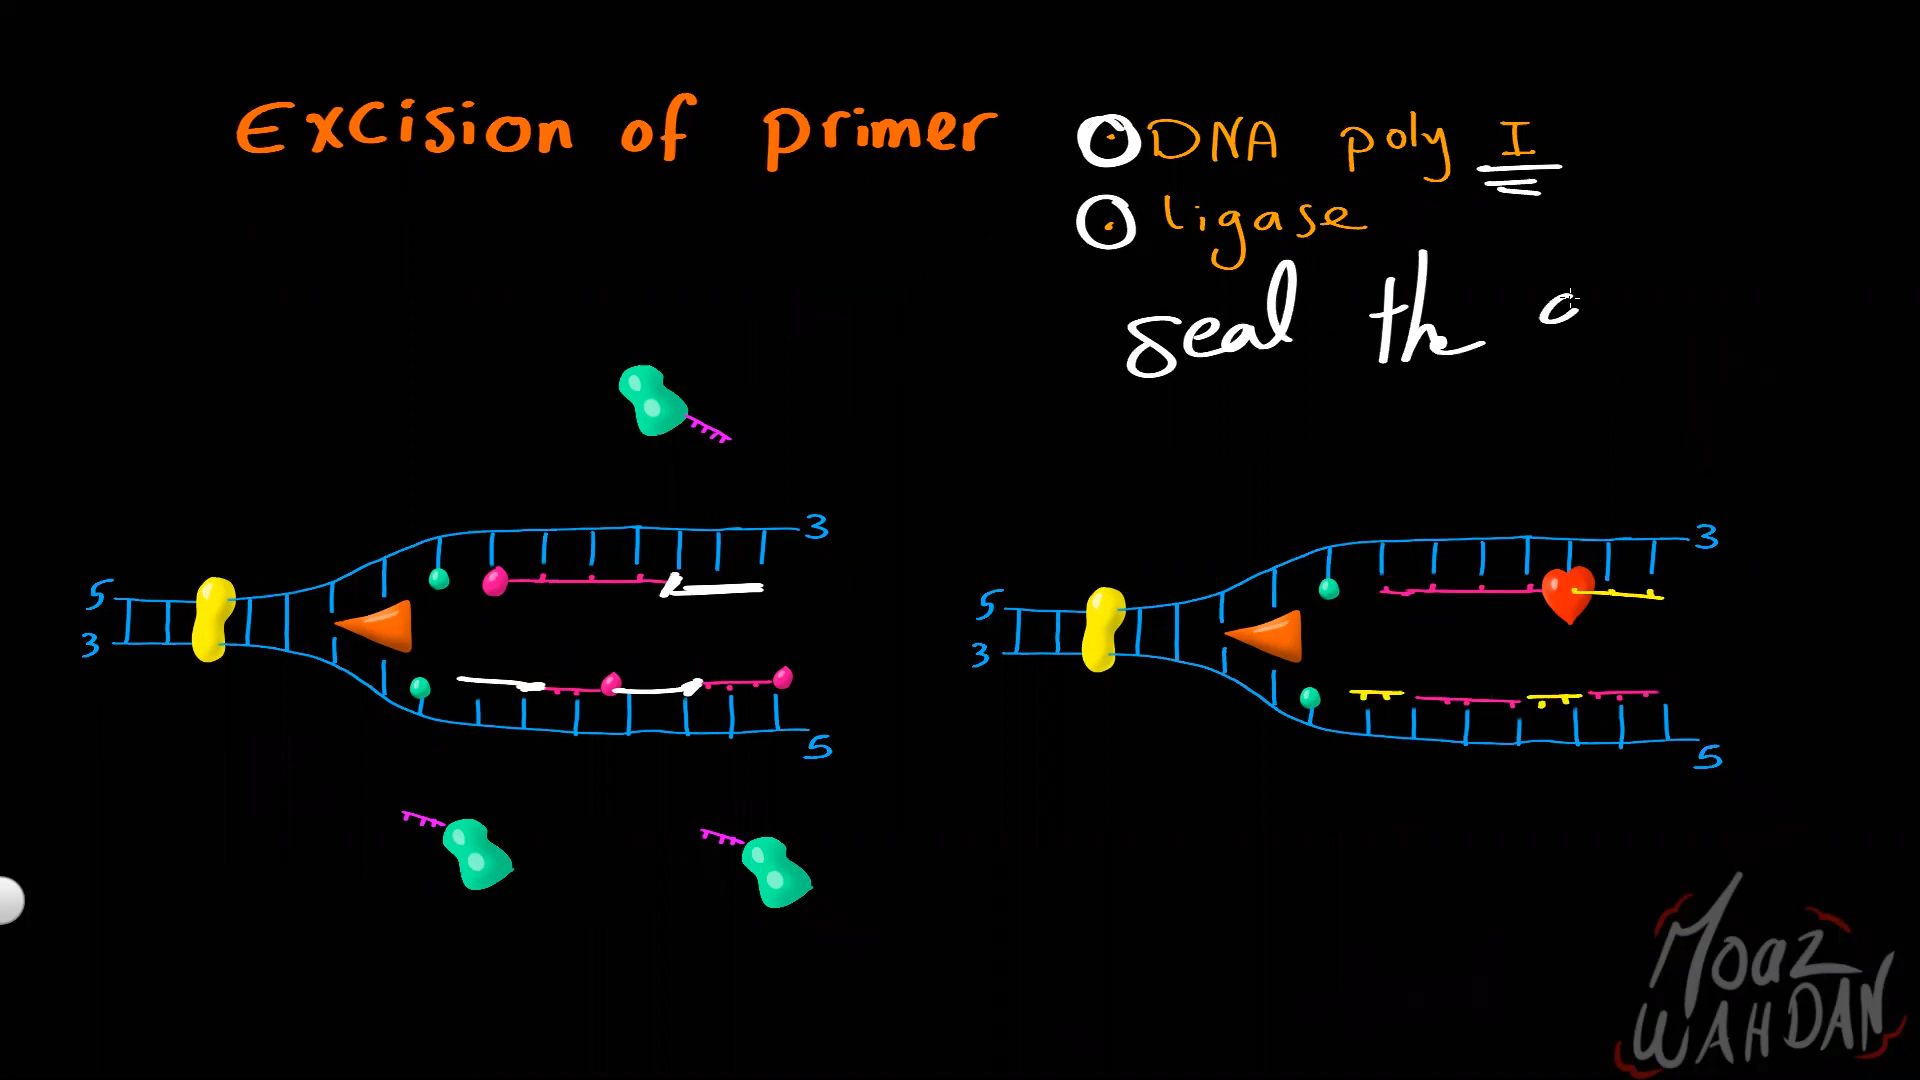 Excision of primer
DNA poly I
ligase
seal the
3
5
3
5
3
5
3
5
Moaz
WAHDAN